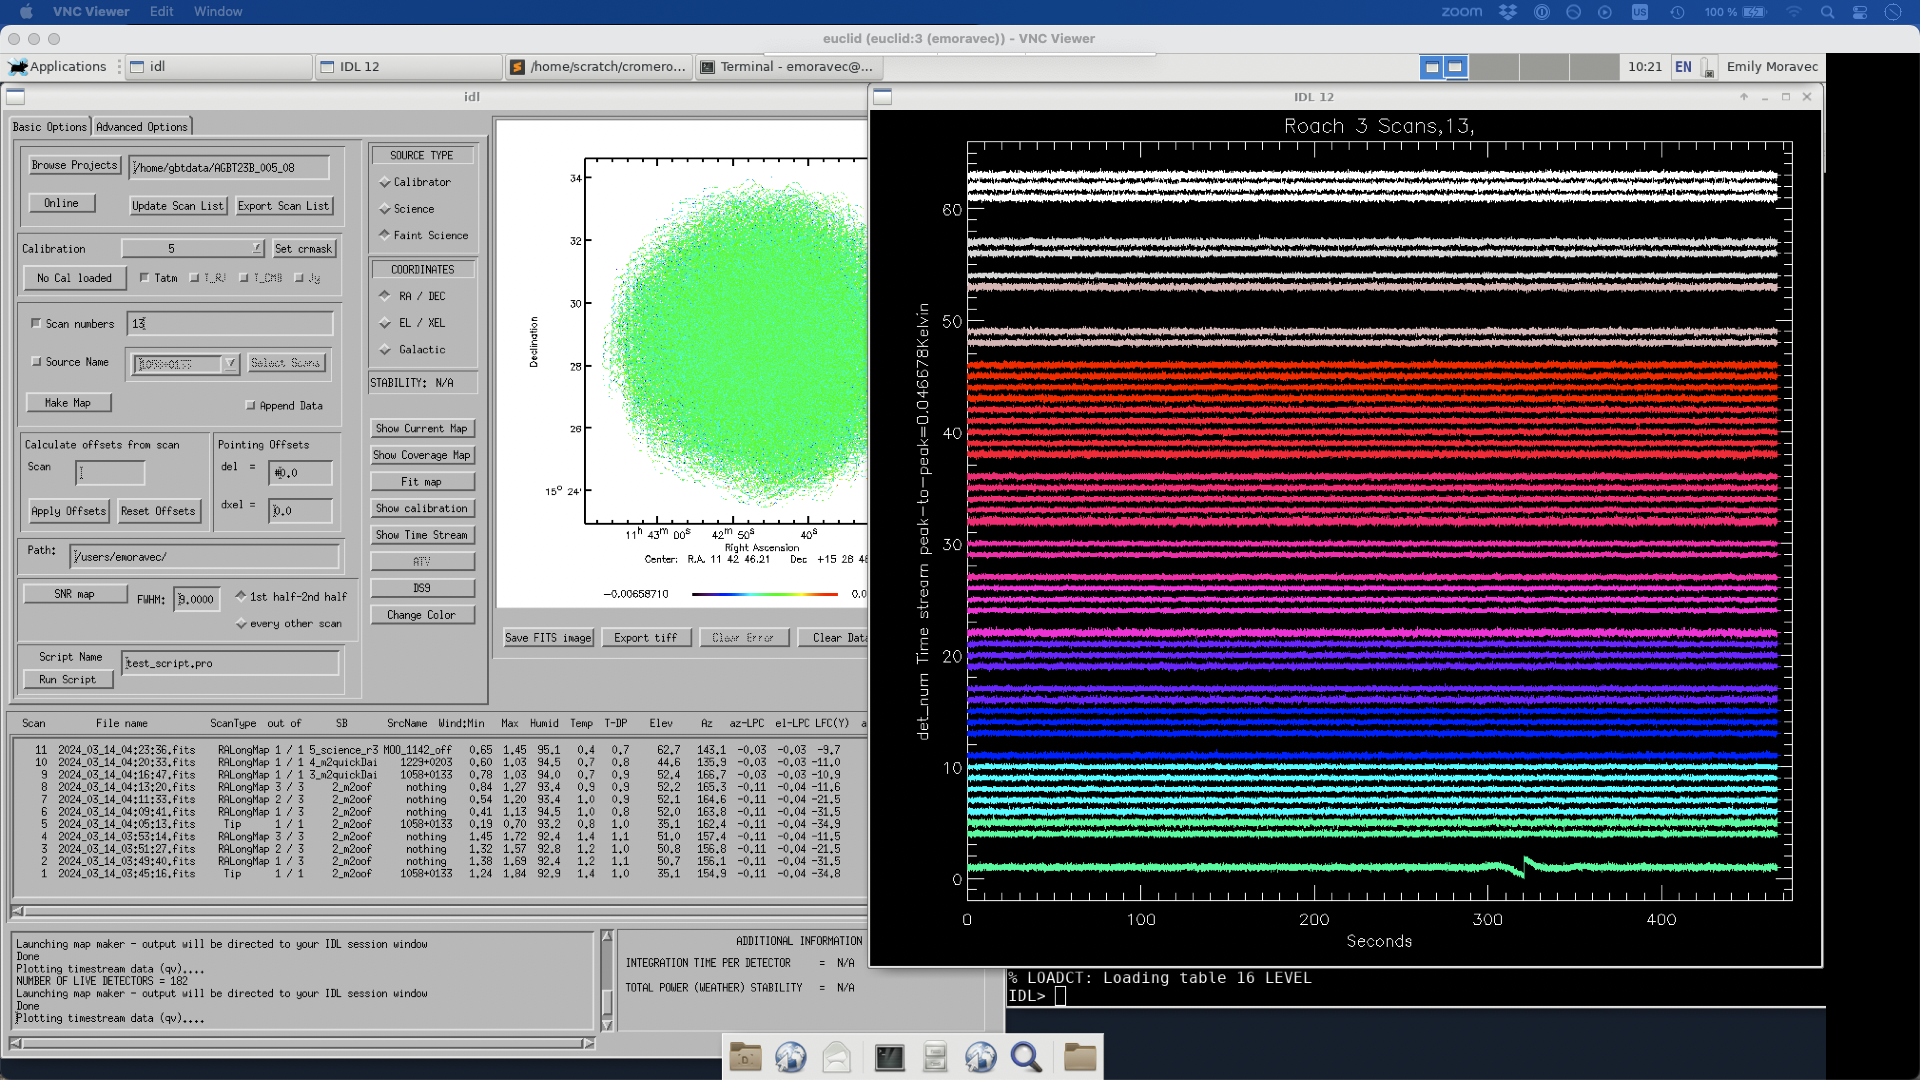 VNC Viewer Edit Window
zoom US 100 %
euclid (euclid:3 (emoravec)) - VNC Viewer
Applications idl IDL 12 /home/scratch/cromero... Terminal - emoravec@... 10:21 EN Emily Moravec
idl
Basic Options Advanced Options
Browse Projects /home/gbtdata/AGBT23B_005_08
Online Update Scan List Export Scan List
Calibration 5 Set crmask
No Cal loaded Tatm T_RJ T_CMB Jy
Scan numbers 13
Source Name 1058+0133 Select Scans
Make Map Append Data
Calculate offsets from scan
Scan
Apply Offsets Reset Offsets
Pointing Offsets
del = 0.0
dxel = 0.0
Path: /users/emoravec/
SNR map FWHM: 9.0000 1st half-2nd half
every other scan
Script Name test_script.pro
Run Script
SOURCE TYPE
Calibrator
Science
Faint Science
COORDINATES
RA / DEC
EL / XEL
Galactic
STABILITY: N/A
Show Current Map
Show Coverage Map
Fit map
Show calibration
Show Time Stream
ATV
DS9
Change Color
34
32
30
28
26
15° 24'
Declination
11h 43m 00s 42m 50s 40s
Right Ascension
Center: R.A. 11 42 46.21 Dec +15 28 4
-0.00658710 0.0
Save FITS image Export tiff Clear Error Clear Data
Scan File name ScanType out of SB SrcName Wind:Min Max Humid Temp T-DP Elev Az az-LPC el-LPC LFC(Y) a
11 2024_03_14_04:23:36.fits RALongMap 1 / 1 5_science_r3 MOO_1142_off 0.65 1.45 95.1 0.4 0.7 62.7 143.1 -0.03 -0.03 -9.7
10 2024_03_14_04:20:33.fits RALongMap 1 / 1 4_m2quickDai 1229+0203 0.60 1.03 94.5 0.7 0.8 44.6 135.9 -0.03 -0.03 -11.0
9 2024_03_14_04:16:47.fits RALongMap 1 / 1 3_m2quickDai 1058+0133 0.78 1.03 94.0 0.7 0.9 52.4 166.7 -0.03 -0.03 -10.9
8 2024_03_14_04:13:20.fits RALongMap 3 / 3 2_m2oof nothing 0.84 1.27 93.4 0.9 0.9 52.2 165.3 -0.11 -0.04 -11.6
7 2024_03_14_04:11:33.fits RALongMap 2 / 3 2_m2oof nothing 0.54 1.20 93.4 1.0 0.9 52.1 164.6 -0.11 -0.04 -21.5
6 2024_03_14_04:09:41.fits RALongMap 1 / 3 2_m2oof nothing 0.41 1.13 94.5 1.0 0.8 52.0 163.8 -0.11 -0.04 -31.5
5 2024_03_14_04:05:13.fits Tip 1 / 1 2_m2oof 1058+0133 0.19 0.70 93.2 0.8 1.0 35.1 162.4 -0.11 -0.04 -34.9
4 2024_03_14_03:53:14.fits RALongMap 3 / 3 2_m2oof nothing 1.45 1.72 92.4 1.4 1.1 51.0 157.4 -0.11 -0.04 -11.5
3 2024_03_14_03:51:27.fits RALongMap 2 / 3 2_m2oof nothing 1.32 1.57 92.8 1.2 1.0 50.8 156.8 -0.11 -0.04 -21.5
2 2024_03_14_03:49:40.fits RALongMap 1 / 3 2_m2oof nothing 1.38 1.69 92.4 1.2 1.1 50.7 156.1 -0.11 -0.04 -31.5
1 2024_03_14_03:45:16.fits Tip 1 / 1 2_m2oof 1058+0133 1.24 1.84 92.9 1.4 1.0 35.1 154.9 -0.11 -0.04 -34.8
Launching map maker - output will be directed to your IDL session window
Done
Plotting timestream data (qv)....
NUMBER OF LIVE DETECTORS = 182
Launching map maker - output will be directed to your IDL session window
Done
Plotting timestream data (qv)....
ADDITIONAL INFORMATION
INTEGRATION TIME PER DETECTOR = N/A
TOTAL POWER (WEATHER) STABILITY = N/A
IDL 12
Roach 3 Scans,13,
60
50
40
30
20
10
0
det_num Time stream peak-to-peak=0.046678Kelvin
0 100 200 300 400
Seconds
% LOADCT: Loading table 16 LEVEL
IDL>